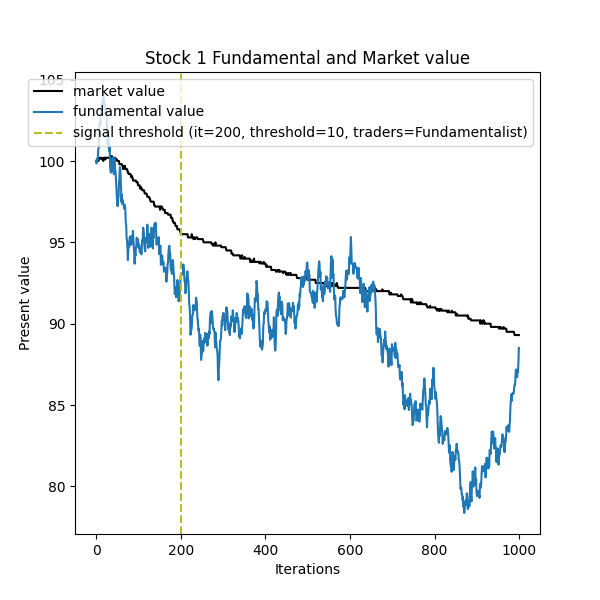 Stock 1 Fundamental and Market value
market value
fundamental value
signal threshold (it=200, threshold=10, traders=Fundamentalist)
105
100
95
90
85
80
Present value
0 200 400 600 800 1000
Iterations